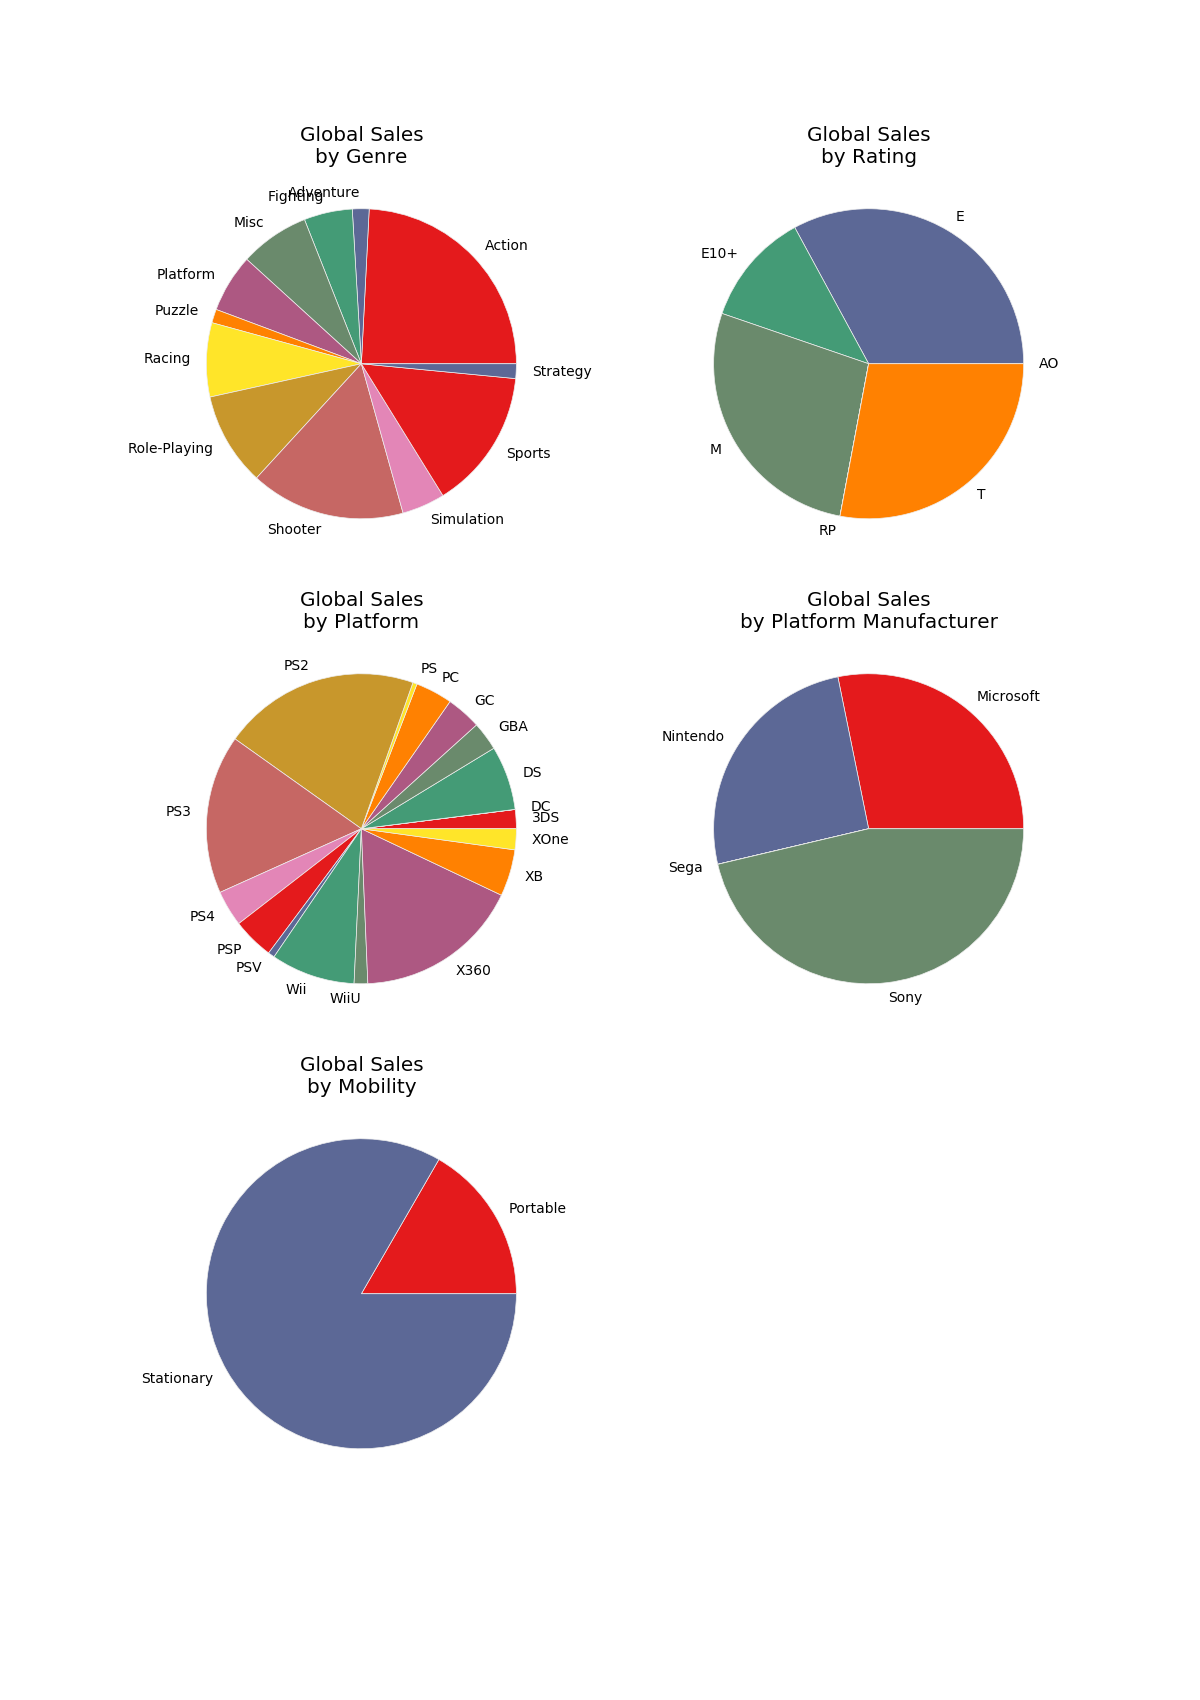 Global Sales
by Genre
Adventure
Fighting
Misc
Action
Platform
Puzzle
Racing
Strategy
Role-Playing
Sports
Simulation
Shooter
Global Sales
by Rating
E
E10+
AO
M
T
RP
Global Sales
by Platform
PS2
PS
PC
GC
GBA
DS
DC
3DS
PS3
XOne
XB
PS4
PSP
PSV
Wii
WiiU
X360
Global Sales
by Platform Manufacturer
Microsoft
Nintendo
Sega
Sony
Global Sales
by Mobility
Portable
Stationary